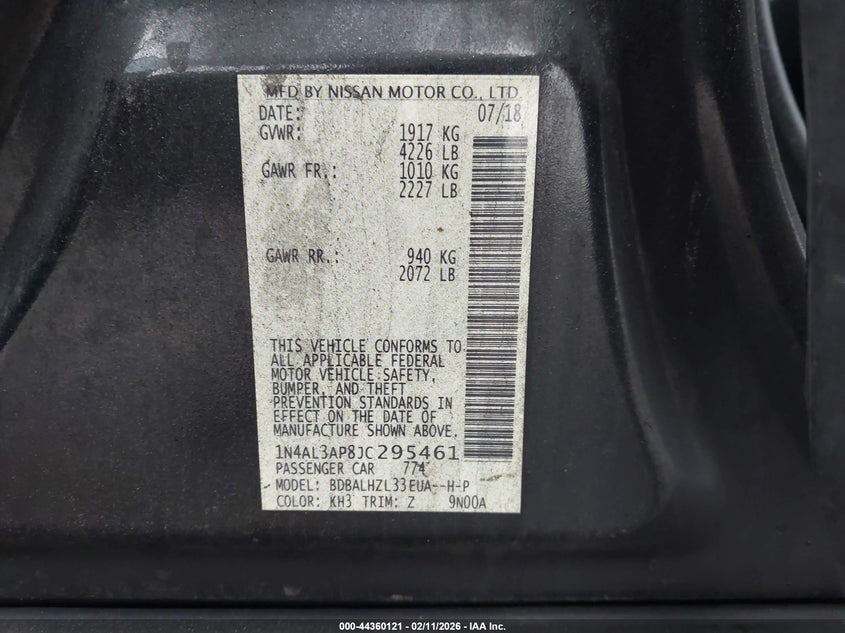 MFD BY NISSAN MOTOR CO., LTD
DATE: 07/18
GVWR: 1917 KG
4226 LB
GAWR FR.: 1010 KG
2227 LB
GAWR RR.: 940 KG
2072 LB
THIS VEHICLE CONFORMS TO
ALL APPLICABLE FEDERAL
MOTOR VEHICLE SAFETY,
BUMPER, AND THEFT
PREVENTION STANDARDS IN
EFFECT ON THE DATE OF
MANUFACTURE SHOWN ABOVE.
1N4AL3AP8JC295461
PASSENGER CAR 774
MODEL: BDBALHZL33EUA--H-P
COLOR: KH3 TRIM: Z 9N00A
000-44360121 - 02/11/2026 - IAA Inc.